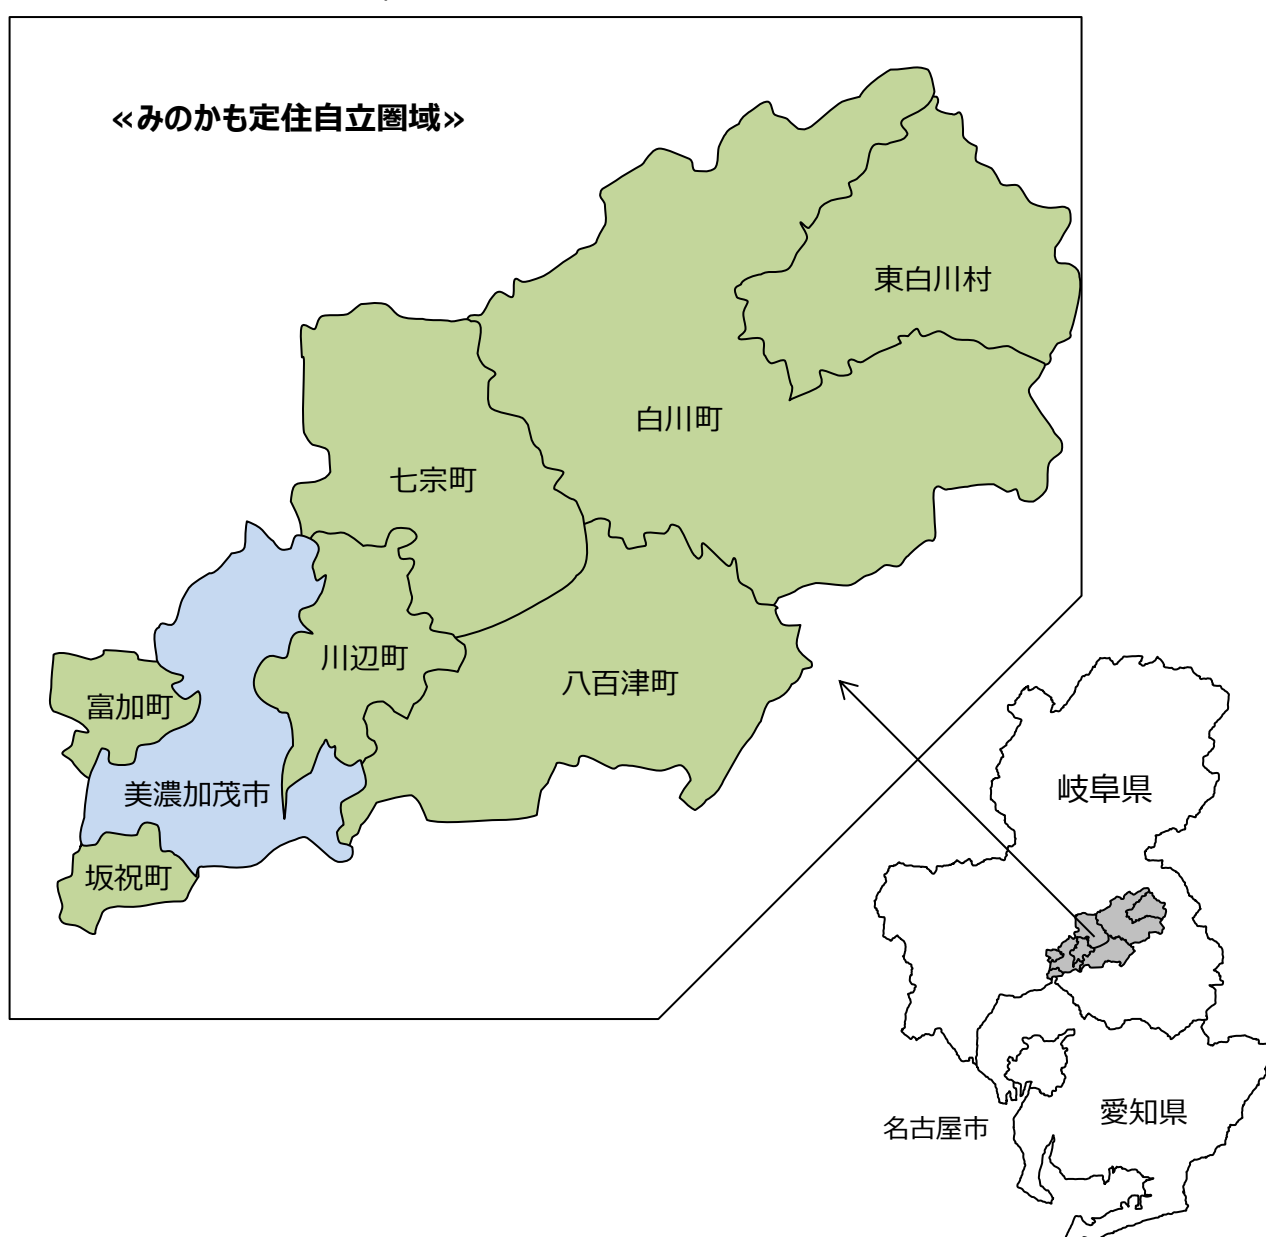 ≪みのかも定住自立圏域≫
東白川村
白川町
七宗町
川辺町
八百津町
富加町
美濃加茂市
坂祝町
岐阜県
愛知県
名古屋市